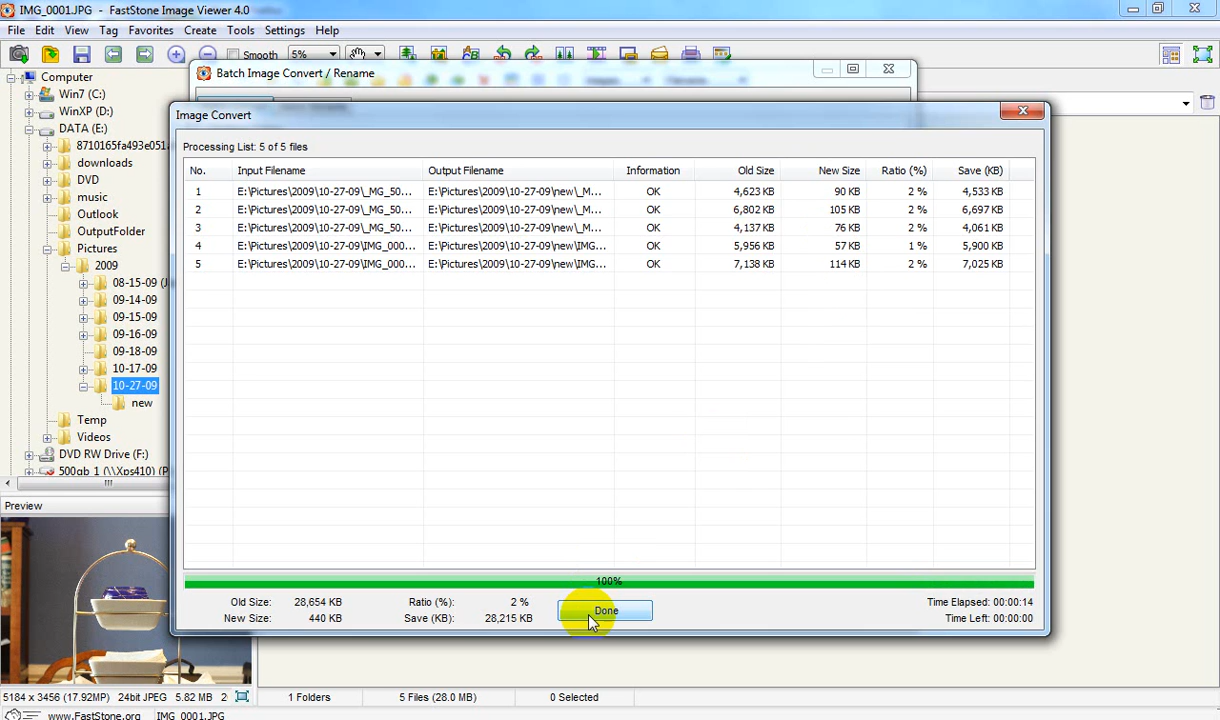 IMG_0001.JPG - FastStone Image Viewer 4.0
File Edit View Tag Favorites Create Tools Settings Help
Smooth 5%
Batch Image Convert / Rename
Image Convert
Processing List: 5 of 5 files
No. Input Filename Output Filename Information Old Size New Size Ratio (%) Save (KB)
1 E:\Pictures\2009\10-27-09\_MG_50... E:\Pictures\2009\10-27-09\new\_M... OK 4,623 KB 90 KB 2 % 4,533 KB
2 E:\Pictures\2009\10-27-09\_MG_50... E:\Pictures\2009\10-27-09\new\_M... OK 6,802 KB 105 KB 2 % 6,697 KB
3 E:\Pictures\2009\10-27-09\_MG_50... E:\Pictures\2009\10-27-09\new\_M... OK 4,137 KB 76 KB 2 % 4,061 KB
4 E:\Pictures\2009\10-27-09\IMG_000... E:\Pictures\2009\10-27-09\new\IMG... OK 5,956 KB 57 KB 1 % 5,900 KB
5 E:\Pictures\2009\10-27-09\IMG_000... E:\Pictures\2009\10-27-09\new\IMG... OK 7,138 KB 114 KB 2 % 7,025 KB
100%
Old Size: 28,654 KB Ratio (%): 2 % Done Time Elapsed: 00:00:14
New Size: 440 KB Save (KB): 28,215 KB Time Left: 00:00:00
Computer
Win7 (C:)
WinXP (D:)
DATA (E:)
8710165fa493e051
downloads
DVD
music
Outlook
OutputFolder
Pictures
2009
08-15-09 (J
09-14-09
09-15-09
09-16-09
09-18-09
10-17-09
10-27-09
new
Temp
Videos
DVD RW Drive (F:)
500gb_1 (\\Xps410) (P
Preview
5184 x 3456 (17.92MP) 24bit JPEG 5.82 MB 2
1 Folders 5 Files (28.0 MB) 0 Selected
www.FastStone.org IMG_0001.JPG